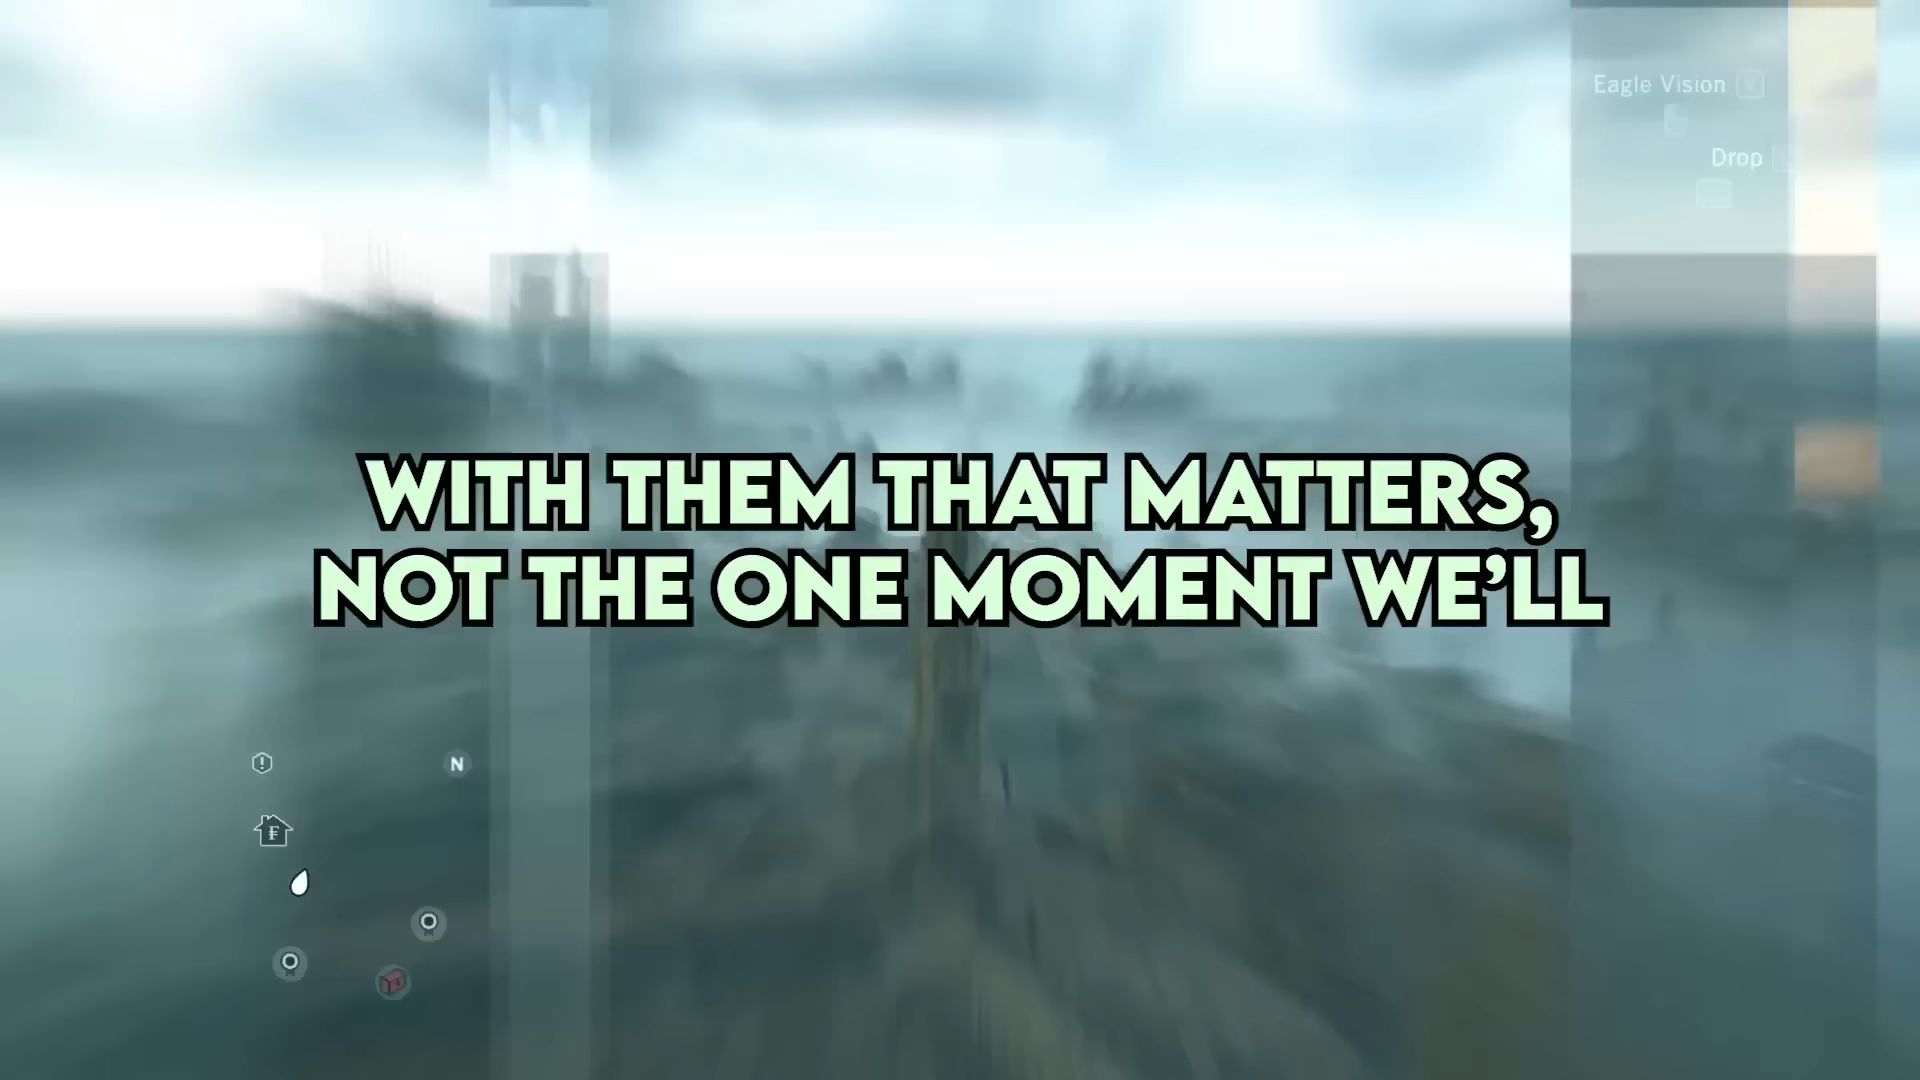 Eagle Vision
Drop
WITH THEM THAT MATTERS,
NOT THE ONE MOMENT WE’LL
N